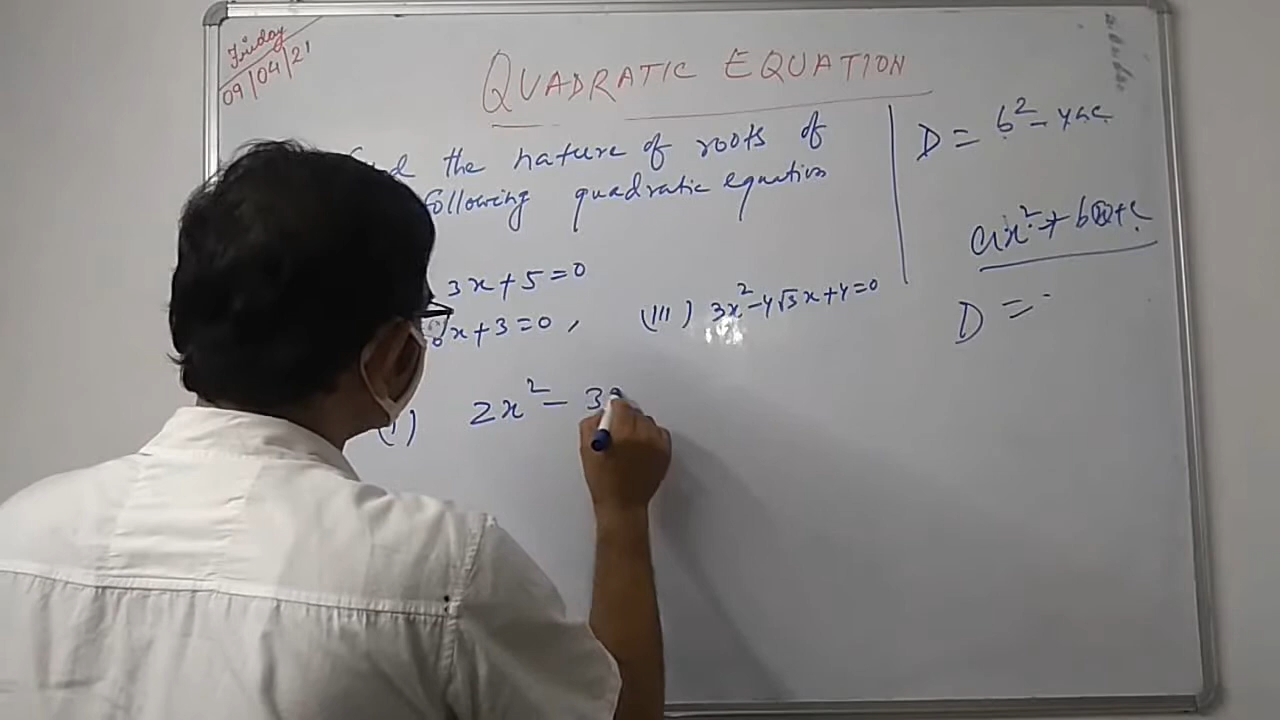 Friday
09/04/21
QUADRATIC EQUATION
the nature of roots of
following quadratic equation
3x+5=0
x+3=0,
(III) 3x²-4√3x+4=0
(I) 2x²-3
D = b²-4ac
ax²+bx+c
D =